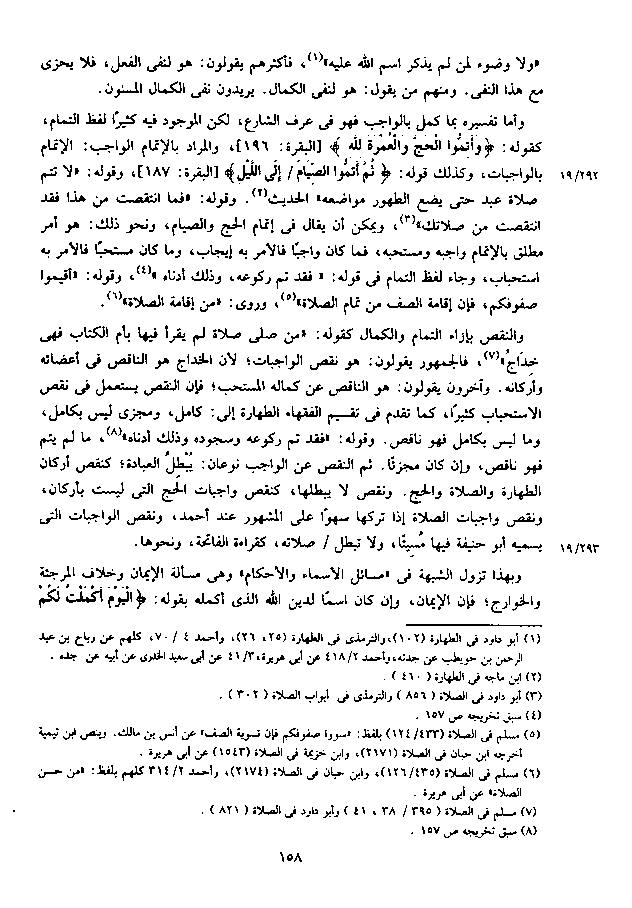 «ولا وضوء لمن لم يذكر اسم الله عليه»(١)، فأكثرهم يقولون: هو لنفى الفعل، فلا يجزى
مع هذا النفى. ومنهم من يقول: هو لنفى الكمال. يريدون نفى الكمال المسنون.
وأما تفسيره بما كمل بالواجب فهو فى عرف الشارع، لكن الموجود فيه كثيرًا لفظ التمام،
كقوله: ﴿ وَأَتِمُّوا الْحَجَّ وَالْعُمْرَةَ لِلَّهِ ﴾ [البقرة: ١٩٦]، والمراد بالإتمام الواجب: الإتمام
١٩/٢٩٢ بالواجبات، وكذلك قوله: ﴿ ثُمَّ أَتِمُّوا الصِّيَامَ / إِلَى اللَّيْلِ ﴾ [البقرة: ١٨٧]، وقوله: «لا تتم
صلاة عبد حتى يضع الطهور مواضعه» الحديث(٢). وقوله: «فما انتقصت من هذا فقد
انتقصت من صلاتك»(٣)، ويمكن أن يقال فى إتمام الحج والصيام، ونحو ذلك: هو أمر
مطلق بالإتمام واجبه ومستحبه، فما كان واجبًا فالأمر به إيجاب، وما كان مستحبًا فالأمر به
استحباب، وجاء لفظ التمام فى قوله: « فقد تم ركوعه، وذلك أدناه »(٤)، وقوله: «أقيموا
صفوفكم، فإن إقامة الصف من تمام الصلاة»(٥)، وروى: «من إقامة الصلاة»(٦).
والنقص بإزاء التمام والكمال كقوله: «من صلى صلاة لم يقرأ فيها بأم الكتاب فهى
خِدَاجٌ»(٧)، فالجمهور يقولون: هو نقص الواجبات؛ لأن الخداج هو الناقص فى أعضائه
وأركانه. وآخرون يقولون: هو الناقص عن كماله المستحب؛ فإن النقص يستعمل فى نقص
الاستحباب كثيرًا، كما تقدم فى تقسيم الفقهاء الطهارة إلى: كامل، ومجزى ليس بكامل،
وما ليس بكامل فهو ناقص. وقوله: «فقد تم ركوعه وسجوده وذلك أدناه»(٨)، ما لم يتم
فهو ناقص، وإن كان مجزئًا. ثم النقص عن الواجب نوعان: يُبْطِلُ العبادة؛ كنقص أركان
الطهارة والصلاة والحج. ونقص لا يبطلها، كنقص واجبات الحج التى ليست بأركان،
ونقص واجبات الصلاة إذا تركها سهوًا على المشهور عند أحمد، ونقص الواجبات التى
١٩/٢٩٣ يسميه أبو حنيفة فيها مُسِيئًا، ولا تبطل / صلاته، كقراءة الفاتحة، ونحوها.
وبهذا تزول الشبهة فى «مسائل الأسماء والأحكام» وهى مسألة الإيمان وخلاف المرجئة
والخوارج؛ فإن الإيمان، وإن كان اسمًا لدين الله الذى أكمله بقوله: ﴿ الْيَوْمَ أَكْمَلْتُ لَكُمْ
(١) أبو داود فى الطهارة (١٠٢)، والترمذى فى الطهارة (٢٥، ٢٦)، وأحمد ٤ / ٧٠، كلهم عن رباح بن عبد
الرحمن بن حويطب عن جدته، وأحمد ٤١٨/٢ عن أبى هريرة، ٤١/٣ عن أبى سعيد الخدرى عن أبيه عن جده .
(٢) ابن ماجه فى الطهارة ( ٤٦٠ ) .
(٣) أبو داود فى الصلاة ( ٨٥٦ ) والترمذى فى أبواب الصلاة ( ٣٠٢ ) .
(٤) سبق تخريجه ص ١٥٧ .
(٥) مسلم فى الصلاة (١٢٤/٤٣٣) بلفظ: «سووا صفوفكم فإن تسوية الصف» عن أنس بن مالك. وبنص ابن تيمية
أخرجه ابن حبان فى الصلاة (٢١٧١)، وابن خزيمة فى الصلاة (١٥٤٣) عن أبى هريرة .
(٦) مسلم فى الصلاة (١٢٦/٤٣٥)، وابن حبان فى الصلاة (٢١٧٤)، وأحمد ٣١٤/٢ كلهم بلفظ: «من حسن
الصلاة» عن أبى هريرة .
(٧) مسلم فى الصلاة ( ٣٩٥ / ٣٨ ، ٤١ ) وأبو داود فى الصلاة ( ٨٢١ ) .
(٨) سبق تخريجه ص ١٥٧ .
١٥٨